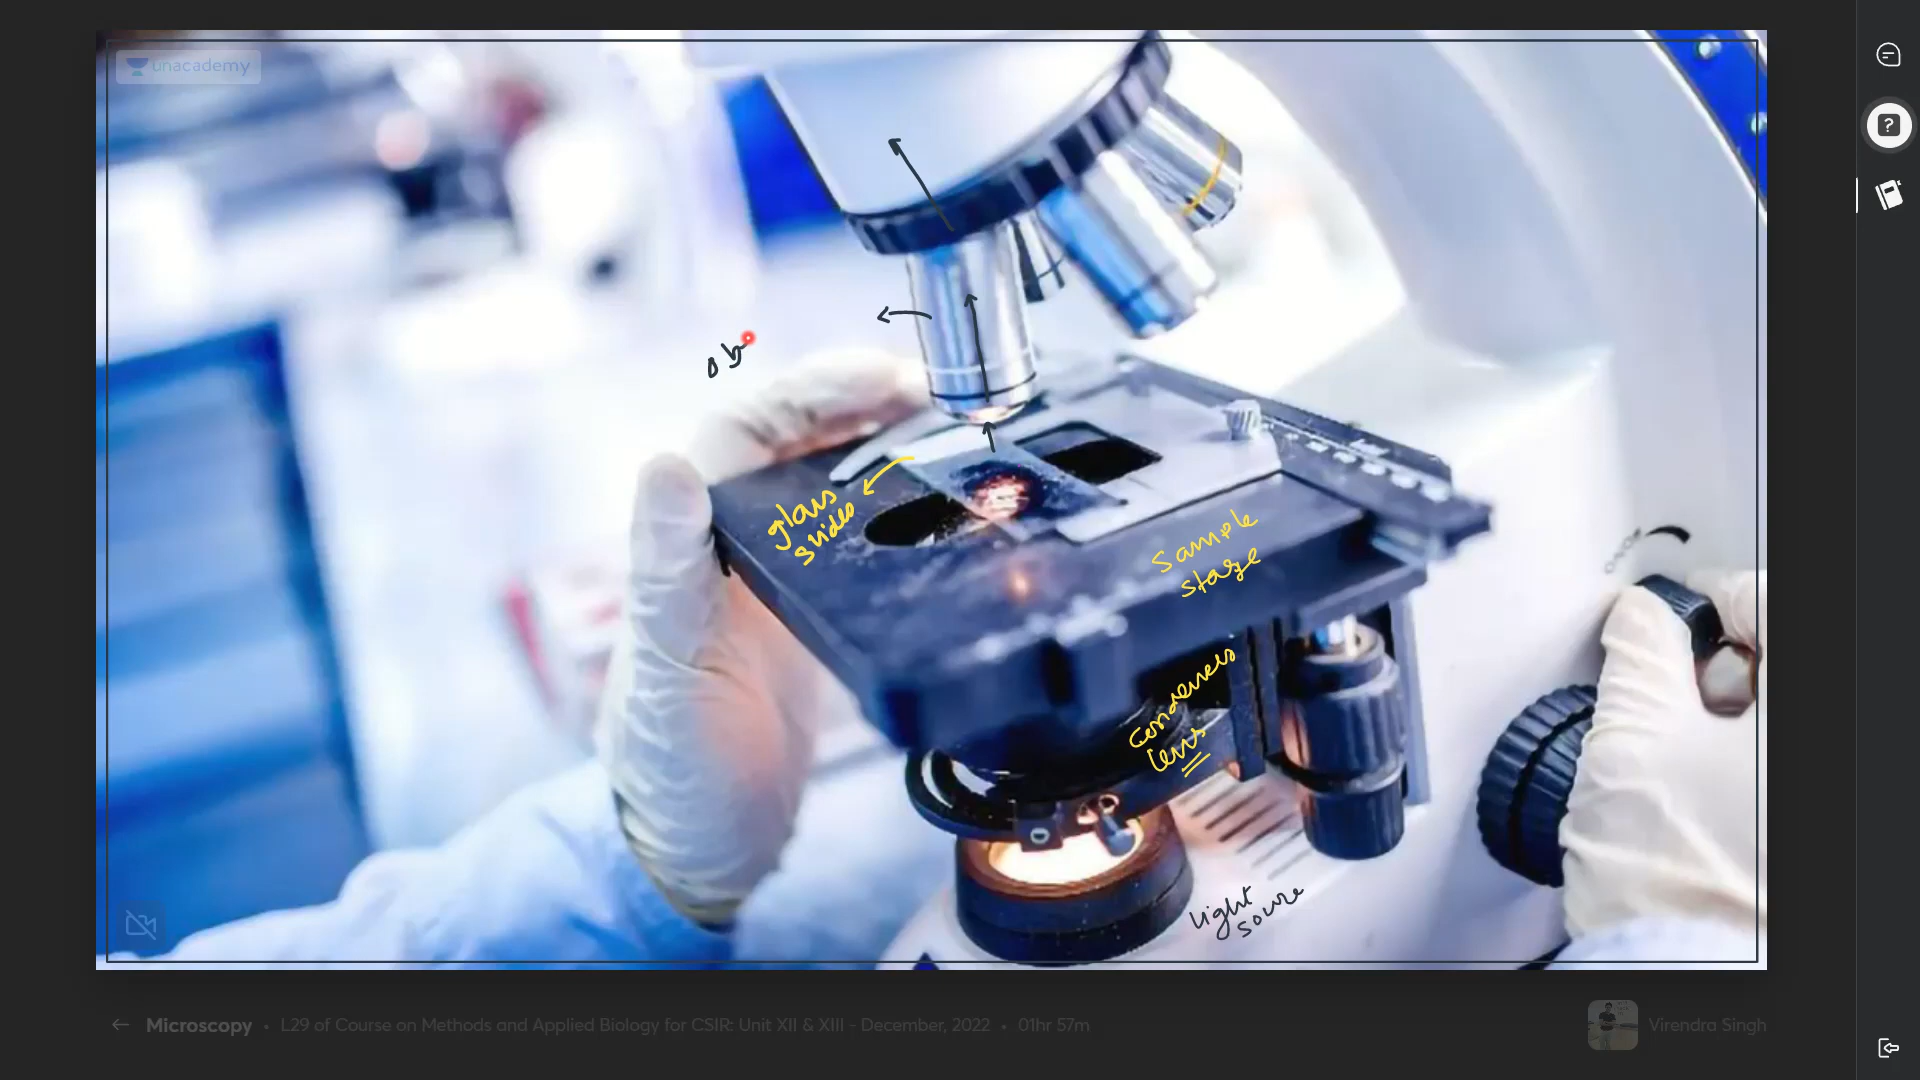 unacademy
ob
glass
slides
Sample
stage
Condensers
lens
light
source
Microscopy • L29 of Course on Methods and Applied Biology for CSIR: Unit XII & XIII - December, 2022 • 01hr 57m
Virendra Singh